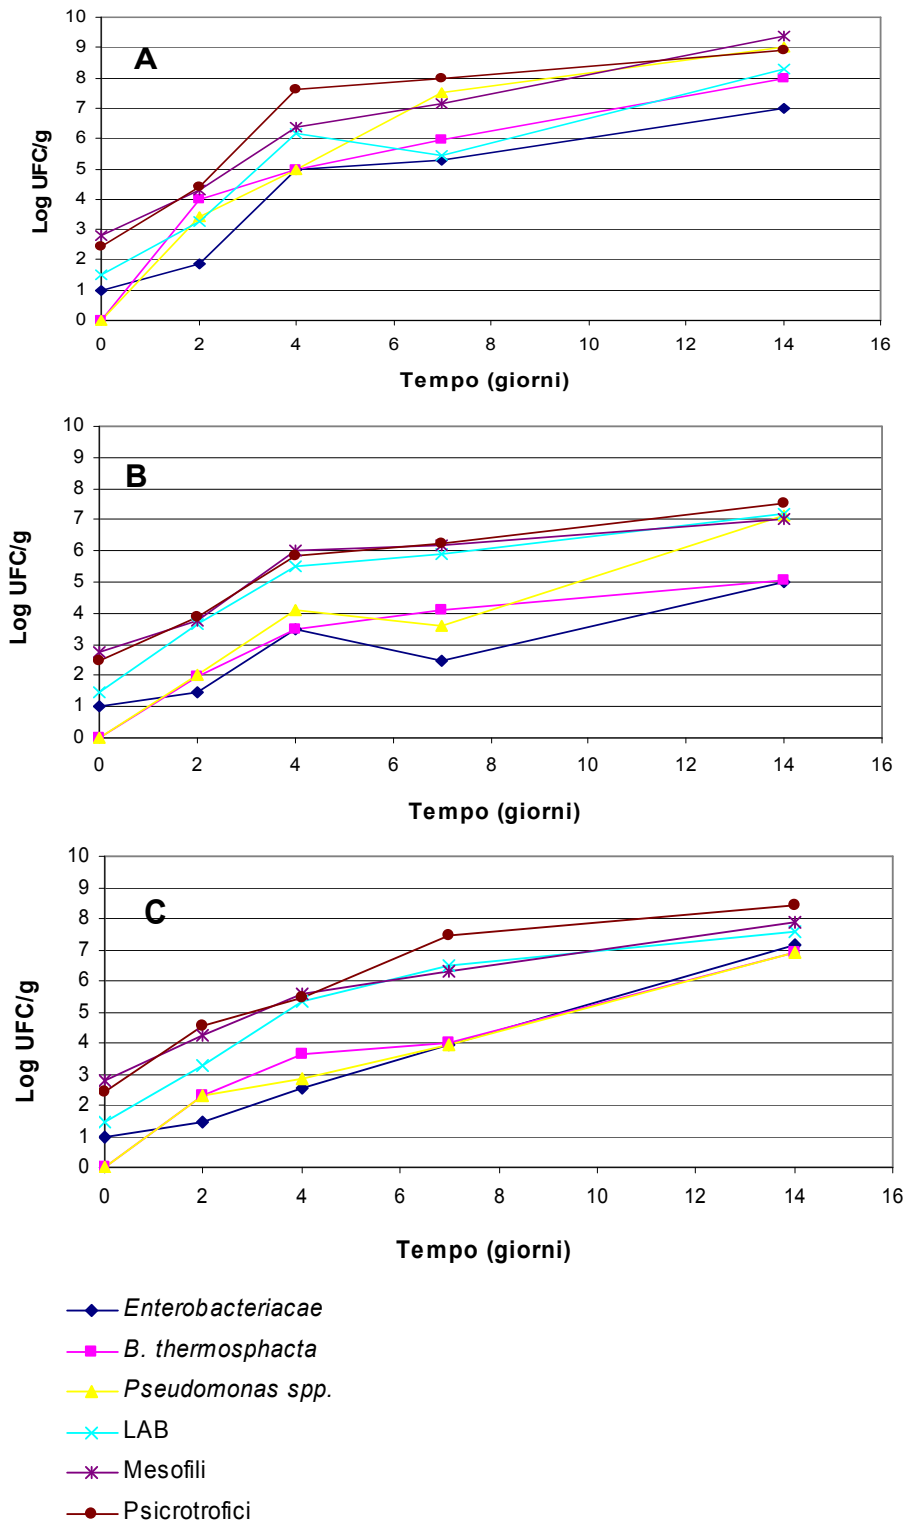 A
Log UFC/g
10
9
8
7
6
5
4
3
2
1
0
0 2 4 6 8 10 12 14 16
Tempo (giorni)
B
Log UFC/g
10
9
8
7
6
5
4
3
2
1
0
0 2 4 6 8 10 12 14 16
Tempo (giorni)
C
Log UFC/g
10
9
8
7
6
5
4
3
2
1
0
0 2 4 6 8 10 12 14 16
Tempo (giorni)
Enterobacteriacae
B. thermosphacta
Pseudomonas spp.
LAB
Mesofili
Psicrotrofici